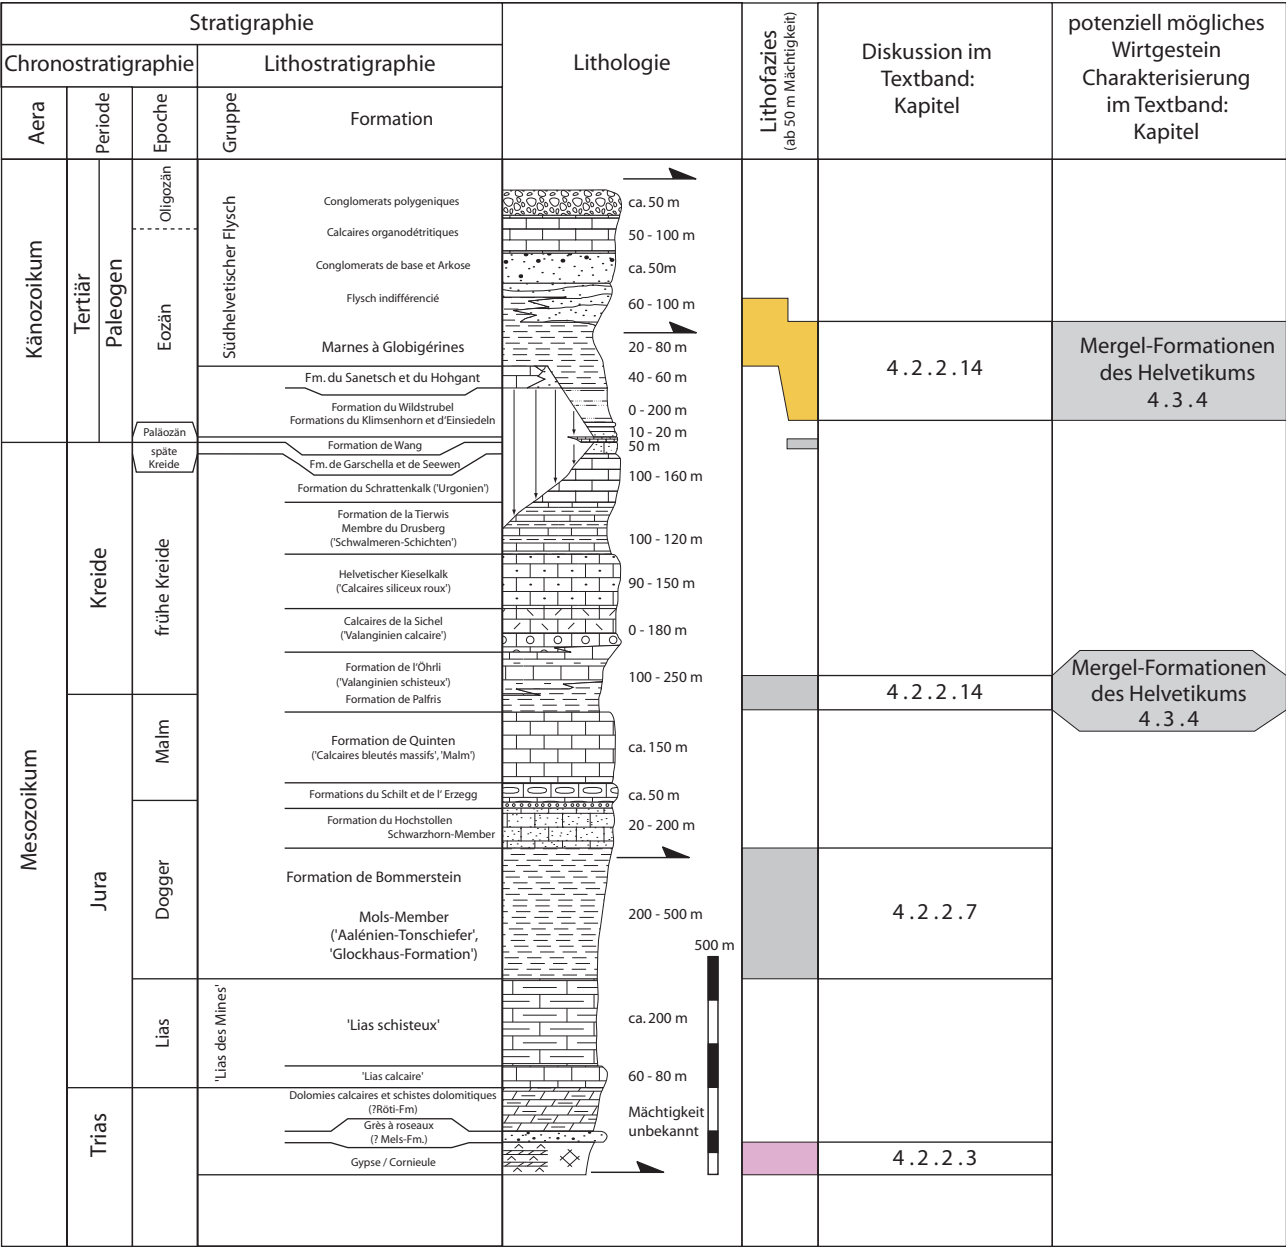 Stratigraphie
Chronostratigraphie
Lithostratigraphie
Aera
Periode
Epoche
Gruppe
Formation
Lithologie
Lithofazies
(ab 50 m Mächtigkeit)
Diskussion im
Textband:
Kapitel
potenziell mögliches
Wirtgestein
Charakterisierung
im Textband:
Kapitel
Känozoikum
Tertiär
Paleogen
Oligozän
Eozän
Paläozän
Südhelvetischer Flysch
Conglomerats polygeniques
ca. 50 m
Calcaires organodétritiques
50 - 100 m
Conglomerats de base et Arkose
ca. 50m
Flysch indifférencié
60 - 100 m
Marnes à Globigérines
20 - 80 m
Fm. du Sanetsch et du Hohgant
40 - 60 m
Formation du Wildstrubel
Formations du Klimsenhorn et d'Einsiedeln
0 - 200 m
10 - 20 m
4.2.2.14
Mergel-Formationen
des Helvetikums
4.3.4
Mesozoikum
Kreide
späte
Kreide
frühe Kreide
Formation de Wang
50 m
Fm. de Garschella et de Seewen
Formation du Schrattenkalk ('Urgonien')
100 - 160 m
Formation de la Tierwis
Membre du Drusberg
('Schwalmeren-Schichten')
100 - 120 m
Helvetischer Kieselkalk
('Calcaires siliceux roux')
90 - 150 m
Calcaires de la Sichel
('Valanginien calcaire')
0 - 180 m
Formation de l'Öhrli
('Valanginien schisteux')
Formation de Palfris
100 - 250 m
4.2.2.14
Mergel-Formationen
des Helvetikums
4.3.4
Jura
Malm
Formation de Quinten
('Calcaires bleutés massifs', 'Malm')
ca. 150 m
Formations du Schilt et de l' Erzegg
ca. 50 m
Dogger
Formation du Hochstollen
Schwarzhorn-Member
20 - 200 m
Formation de Bommerstein
Mols-Member
('Aalénien-Tonschiefer',
'Glockhaus-Formation')
200 - 500 m
4.2.2.7
500 m
Lias
'Lias des Mines'
'Lias schisteux'
ca. 200 m
'Lias calcaire'
60 - 80 m
Trias
Dolomies calcaires et schistes dolomitiques
(?Röti-Fm)
Grès à roseaux
(? Mels-Fm.)
Gypse / Cornieule
Mächtigkeit
unbekannt
4.2.2.3